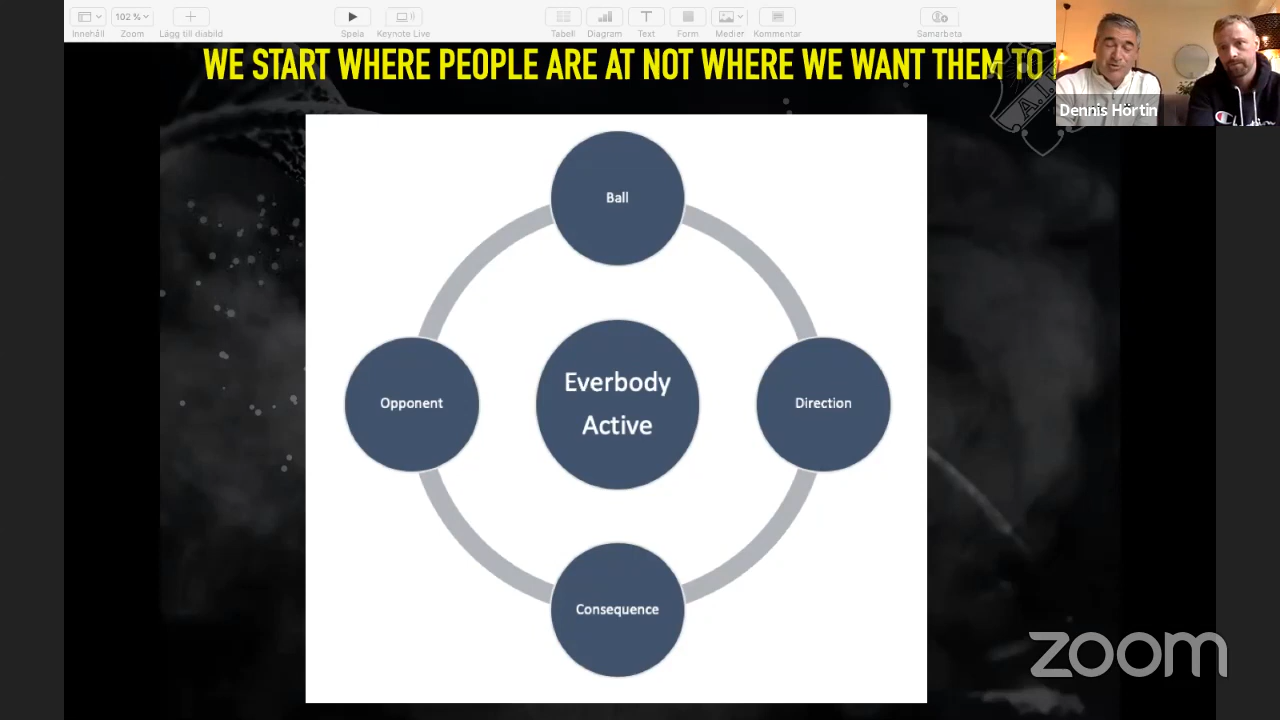 102 %
Innehåll
Zoom
Lägg till diabild
Spela
Keynote Live
Tabell
Diagram
Text
Form
Medier
Kommentar
Samarbeta
WE START WHERE PEOPLE ARE AT NOT WHERE WE WANT THEM TO
Dennis Hörtin
Ball
Opponent
Everbody
Active
Direction
Consequence
zoom